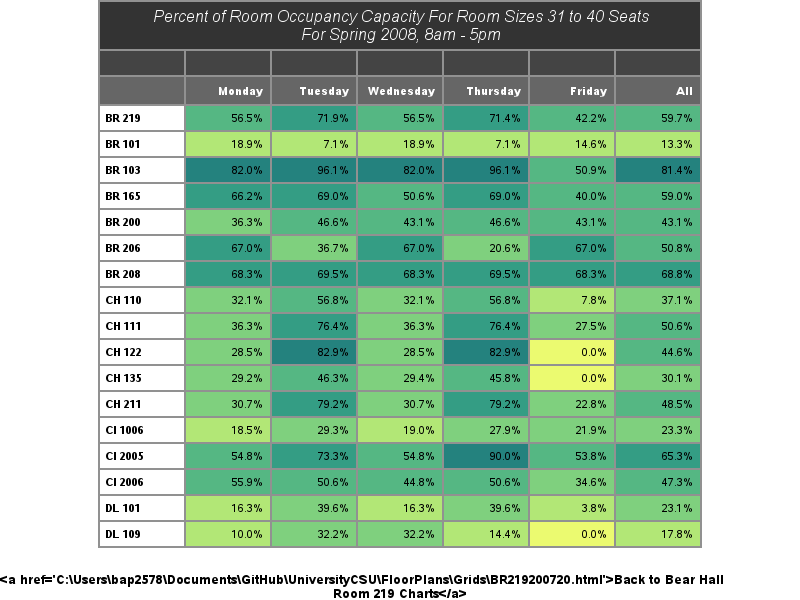 Percent of Room Occupancy Capacity For Room Sizes 31 to 40 Seats
For Spring 2008, 8am - 5pm
Monday Tuesday Wednesday Thursday Friday All
BR 219 56.5% 71.9% 56.5% 71.4% 42.2% 59.7%
BR 101 18.9% 7.1% 18.9% 7.1% 14.6% 13.3%
BR 103 82.0% 96.1% 82.0% 96.1% 50.9% 81.4%
BR 165 66.2% 69.0% 50.6% 69.0% 40.0% 59.0%
BR 200 36.3% 46.6% 43.1% 46.6% 43.1% 43.1%
BR 206 67.0% 36.7% 67.0% 20.6% 67.0% 50.8%
BR 208 68.3% 69.5% 68.3% 69.5% 68.3% 68.8%
CH 110 32.1% 56.8% 32.1% 56.8% 7.8% 37.1%
CH 111 36.3% 76.4% 36.3% 76.4% 27.5% 50.6%
CH 122 28.5% 82.9% 28.5% 82.9% 0.0% 44.6%
CH 135 29.2% 46.3% 29.4% 45.8% 0.0% 30.1%
CH 211 30.7% 79.2% 30.7% 79.2% 22.8% 48.5%
CI 1006 18.5% 29.3% 19.0% 27.9% 21.9% 23.3%
CI 2005 54.8% 73.3% 54.8% 90.0% 53.8% 65.3%
CI 2006 55.9% 50.6% 44.8% 50.6% 34.6% 47.3%
DL 101 16.3% 39.6% 16.3% 39.6% 3.8% 23.1%
DL 109 10.0% 32.2% 32.2% 14.4% 0.0% 17.8%
<a href='C:\Users\bap2578\Documents\GitHub\UniversityCSU\FloorPlans\Grids\BR219200720.html'>Back to Bear Hall
Room 219 Charts</a>